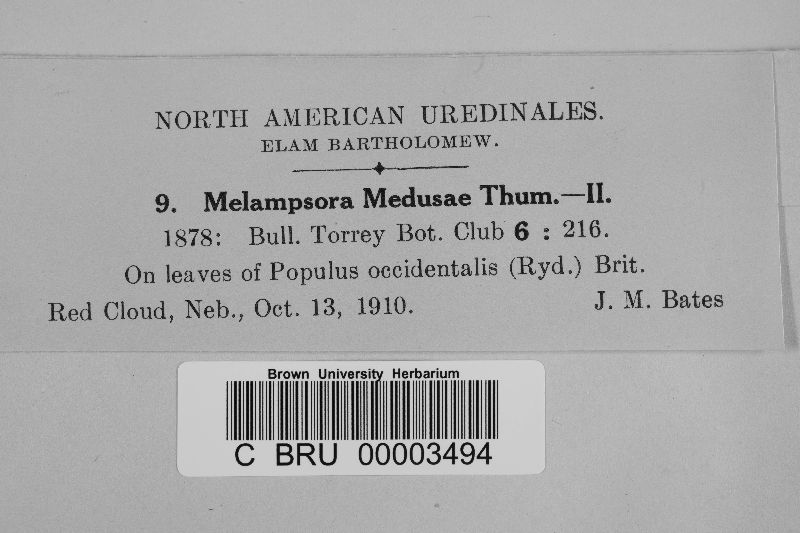 NORTH AMERICAN UREDINALES.
ELAM BARTHOLOMEW.
9. Melampsora Medusae Thum.—II.
1878: Bull. Torrey Bot. Club 6 : 216.
On leaves of Populus occidentalis (Ryd.) Brit.
Red Cloud, Neb., Oct. 13, 1910. J. M. Bates
Brown University Herbarium
C BRU 00003494